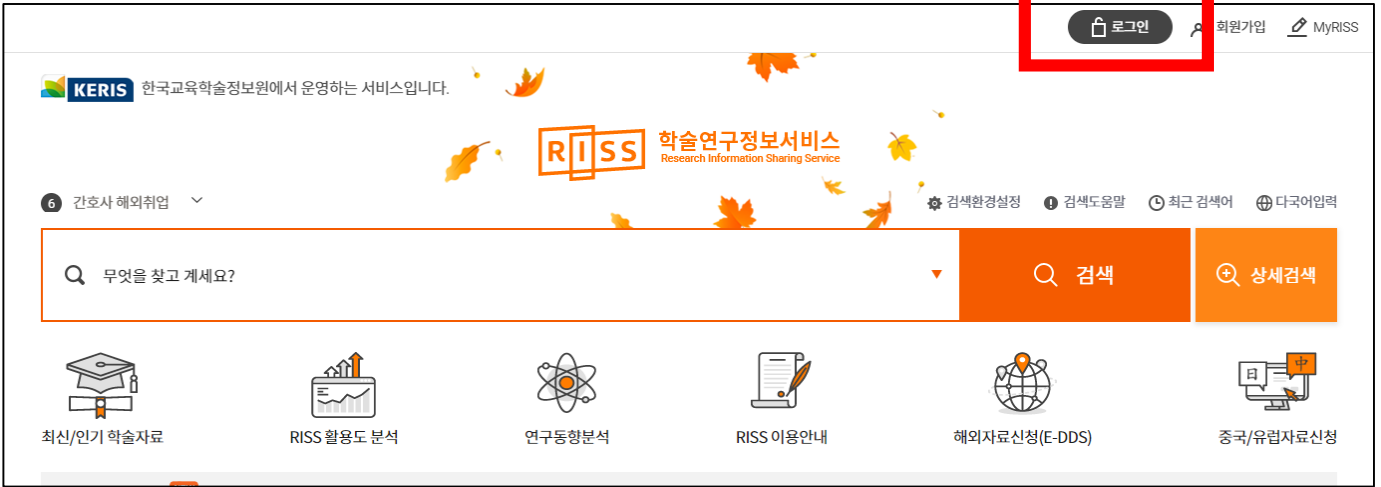 로그인 회원가입 MyRISS
KERIS 한국교육학술정보원에서 운영하는 서비스입니다.
RISS 학술연구정보서비스
Research Information Sharing Service
6 간호사 해외취업 검색환경설정 검색도움말 최근 검색어 다국어입력
무엇을 찾고 계세요? 검색 상세검색
日 中
최신/인기 학술자료 RISS 활용도 분석 연구동향분석 RISS 이용안내 해외자료신청(E-DDS) 중국/유럽자료신청